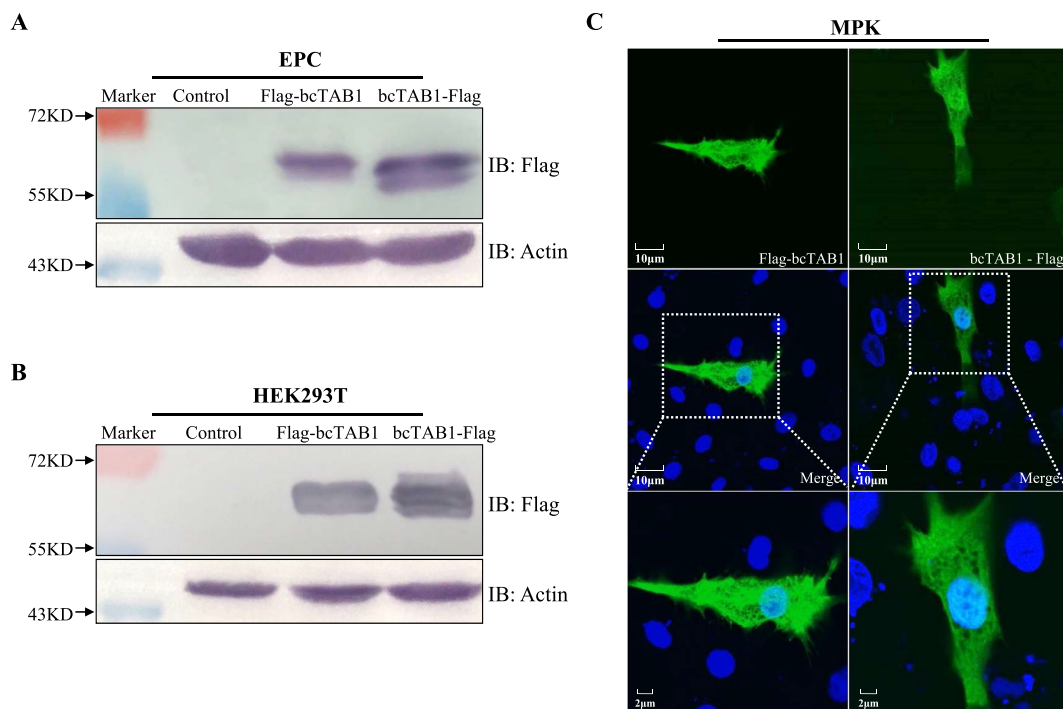 A
EPC
Marker Control Flag-bcTAB1 bcTAB1-Flag
72KD
IB: Flag
55KD
IB: Actin
43KD
B
HEK293T
Marker Control Flag-bcTAB1 bcTAB1-Flag
72KD
IB: Flag
55KD
IB: Actin
43KD
C
MPK
10μm Flag-bcTAB1
10μm bcTAB1 - Flag
10μm Merge
10μm Merge
2μm
2μm